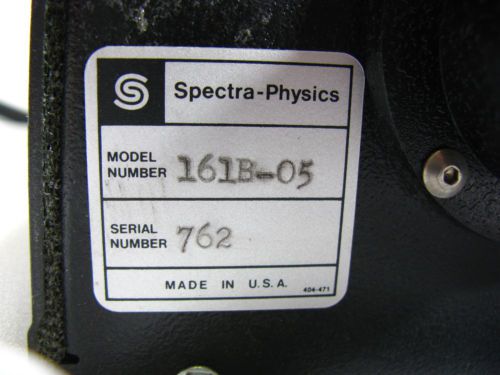 S Spectra-Physics
MODEL
NUMBER 161B-05
SERIAL
NUMBER 762
MADE IN U.S.A. 404-471